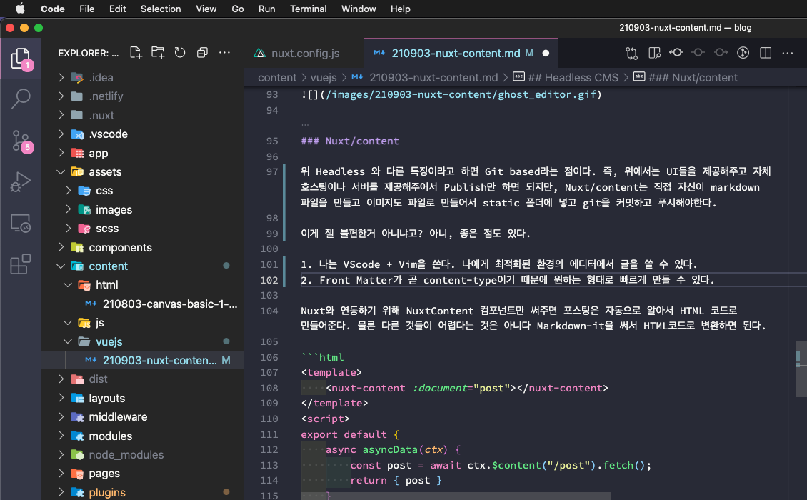 Code File Edit Selection View Go Run Terminal Window Help
210903-nuxt-content.md — blog
EXPLORER: ...
nuxt.config.js
210903-nuxt-content.md M
content > vuejs > 210903-nuxt-content.md > ## Headless CMS > ### Nuxt/content
1
8
.idea
.netlify
.nuxt
.vscode
app
assets
css
images
scss
components
content
html
210803-canvas-basic-1-...
js
vuejs
210903-nuxt-conten... M
dist
layouts
middleware
modules
node_modules
pages
plugins
93 ![](/images/210903-nuxt-content/ghost_editor.gif)
94
...
95 ### Nuxt/content
96
97 위 Headless 와 다른 특징이라고 하면 Git based라는 점이다. 즉, 위에서는 UI들을 제공해주고 자체
호스팅이나 서버를 제공해주어서 Publish만 하면 되지만, Nuxt/content는 직접 자신이 markdown
파일을 만들고 이미지도 파일로 만들어서 static 폴더에 넣고 git을 커밋하고 푸시해야한다.
98
99 이게 질 불편한거 아니냐고? 아니, 좋은 점도 있다.
100
101 1. 나는 VScode + Vim을 쓴다. 나에게 최적화된 환경의 에디터에서 글을 쓸 수 있다.
102 2. Front Matter가 곧 content-type이기 때문에 원하는 형태로 빠르게 만들 수 있다.
103
104 Nuxt와 연동하기 위해 NuxtContent 컴포넌트만 써주면 포스팅은 자동으로 알아서 HTML 코드로
만들어준다. 물론 다른 것들이 어렵다는 것은 아니다 Markdown-it을 써서 HTML코드로 변환하면 된다.
105
106 ```html
107 <template>
108 <nuxt-content :document="post"></nuxt-content>
109 </template>
110 <script>
111 export default {
112 async asyncData(ctx) {
113 const post = await ctx.$content("/post").fetch();
114 return { post }
115 }